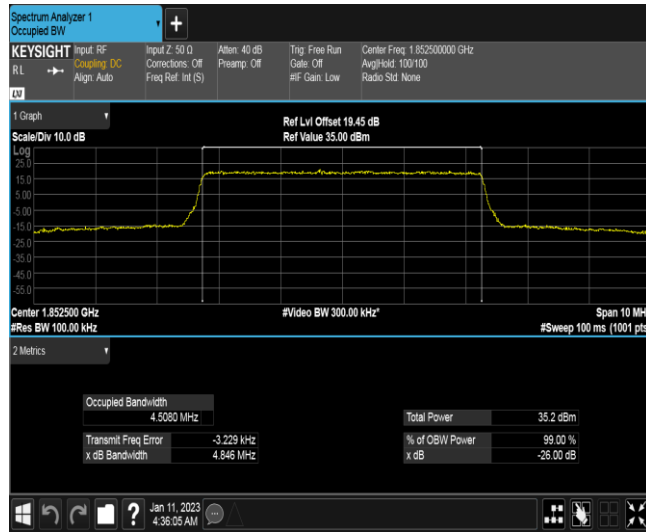 Spectrum Analyzer 1
Occupied BW
+
KEYSIGHT
RL
LXI
Input: RF
Coupling: DC
Align: Auto
Input Z: 50 Ω
Corrections: Off
Freq Ref: Int (S)
Atten: 40 dB
Preamp: Off
Trig: Free Run
Gate: Off
#IF Gain: Low
Center Freq: 1.852500000 GHz
Avg|Hold: 100/100
Radio Std: None
1 Graph
Scale/Div 10.0 dB
Ref Lvl Offset 19.45 dB
Ref Value 35.00 dBm
Log
25.0
15.0
5.00
-5.00
-15.0
-25.0
-35.0
-45.0
-55.0
Center 1.852500 GHz
#Res BW 100.00 kHz
#Video BW 300.00 kHz*
Span 10 MH
#Sweep 100 ms (1001 pts
2 Metrics
Occupied Bandwidth
4.5080 MHz
Transmit Freq Error -3.229 kHz
x dB Bandwidth 4.846 MHz
Total Power 35.2 dBm
% of OBW Power 99.00 %
x dB -26.00 dB
?
Jan 11, 2023
4:36:05 AM